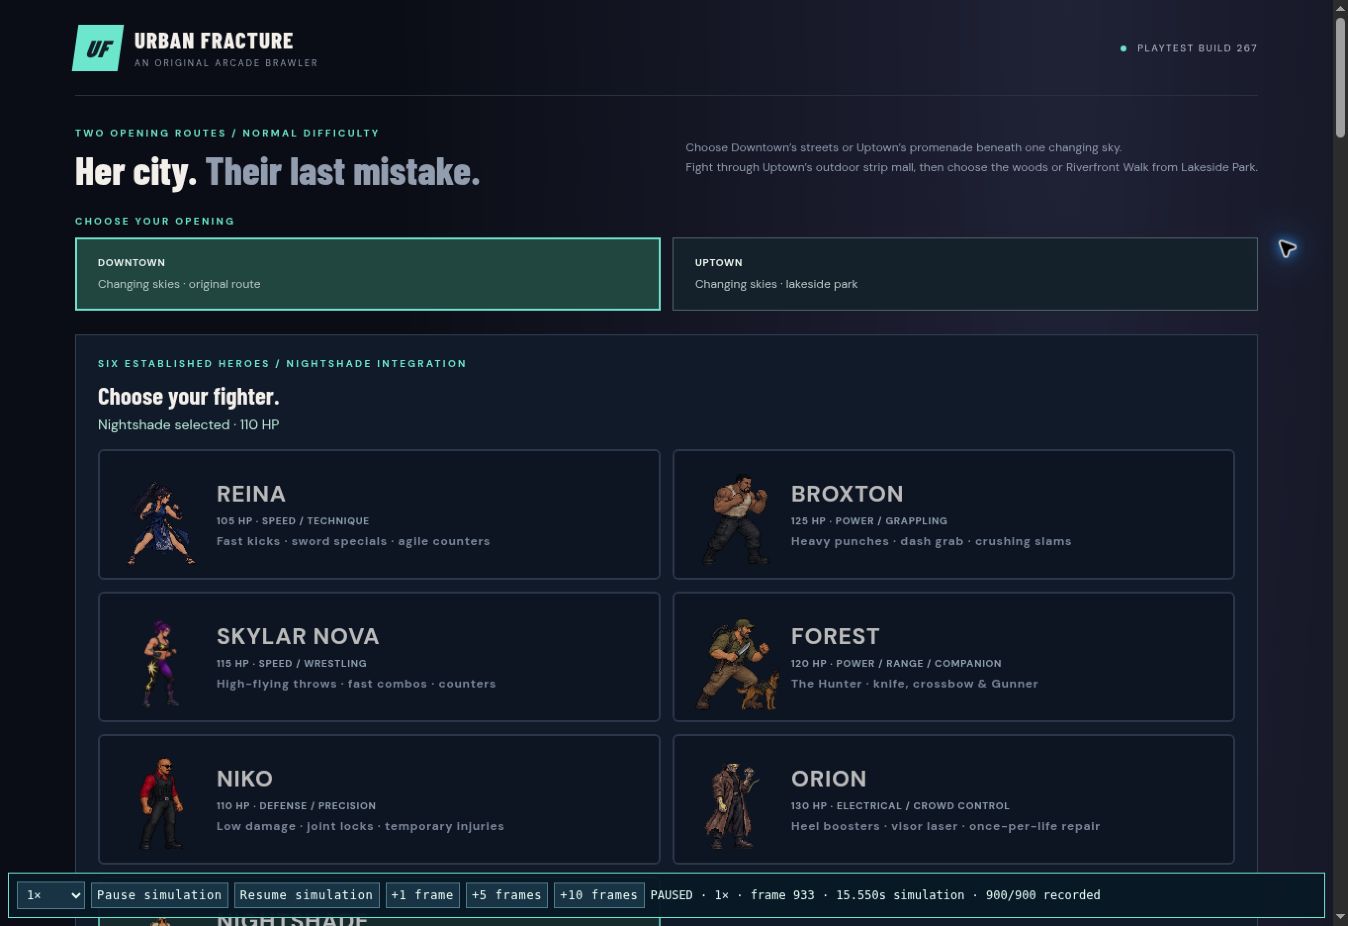 UF
URBAN FRACTURE
AN ORIGINAL ARCADE BRAWLER
PLAYTEST BUILD 267
TWO OPENING ROUTES / NORMAL DIFFICULTY
Her city. Their last mistake.
Choose Downtown's streets or Uptown's promenade beneath one changing sky.
Fight through Uptown's outdoor strip mall, then choose the woods or Riverfront Walk from Lakeside Park.
CHOOSE YOUR OPENING
DOWNTOWN
Changing skies · original route
UPTOWN
Changing skies · lakeside park
SIX ESTABLISHED HEROES / NIGHTSHADE INTEGRATION
Choose your fighter.
Nightshade selected · 110 HP
REINA
105 HP · SPEED / TECHNIQUE
Fast kicks · sword specials · agile counters
BROXTON
125 HP · POWER / GRAPPLING
Heavy punches · dash grab · crushing slams
SKYLAR NOVA
115 HP · SPEED / WRESTLING
High-flying throws · fast combos · counters
FOREST
120 HP · POWER / RANGE / COMPANION
The Hunter · knife, crossbow & Gunner
NIKO
110 HP · DEFENSE / PRECISION
Low damage · joint locks · temporary injuries
ORION
130 HP · ELECTRICAL / CROWD CONTROL
Heel boosters · visor laser · once-per-life repair
1× Pause simulation Resume simulation +1 frame +5 frames +10 frames PAUSED · 1× · frame 933 · 15.550s simulation · 900/900 recorded
NIGHTSHADE